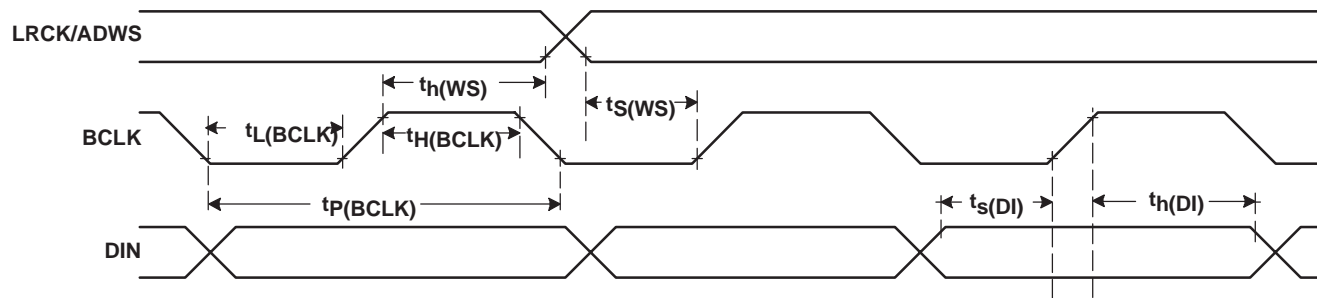 LRCK/ADWS
th(WS)
tS(WS)
BCLK
tL(BCLK)
tH(BCLK)
tP(BCLK)
ts(DI)
th(DI)
DIN